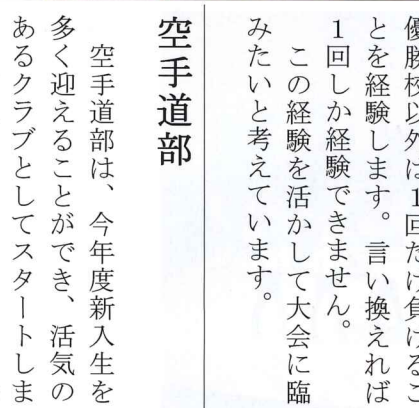 優勝校以外は1回だけ負けるこ
とを経験します。言い換えれば
1回しか経験できません。
この経験を活かして大会に臨
みたいと考えています。
空手道部
空手道部は、今年度新入生を
多く迎えることができ、活気の
あるクラブとしてスタートしま